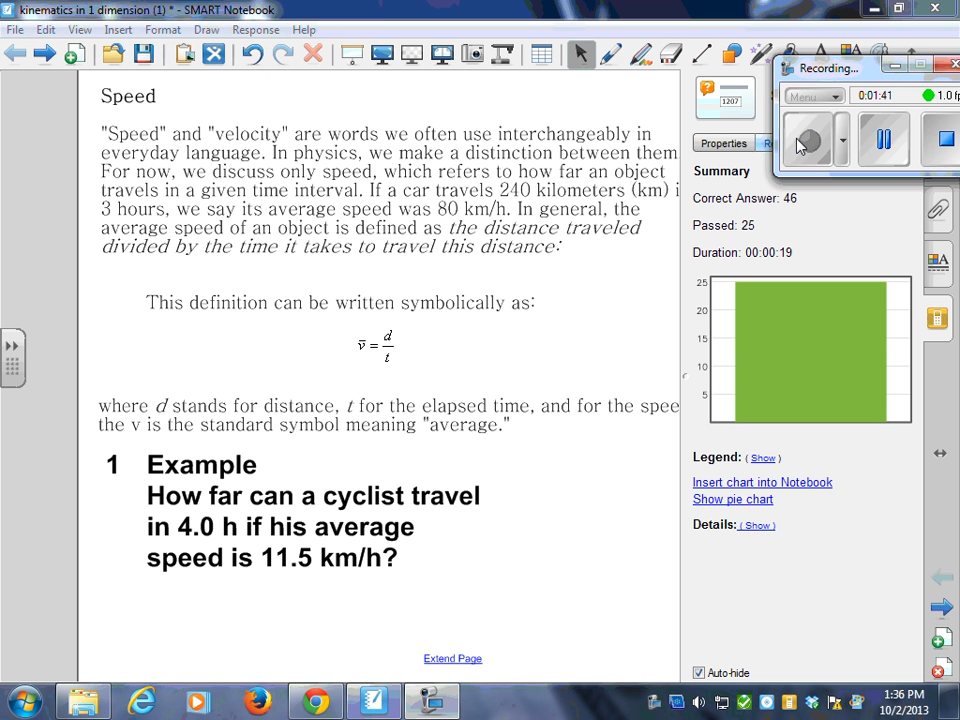 kinematics in 1 dimension (1) * - SMART Notebook
File Edit View Insert Format Draw Response Help
Recording...
Menu 0:01:41 1.0
1207
Properties
Speed
"Speed" and "velocity" are words we often use interchangeably in
everyday language. In physics, we make a distinction between them.
For now, we discuss only speed, which refers to how far an object
travels in a given time interval. If a car travels 240 kilometers (km) i
3 hours, we say its average speed was 80 km/h. In general, the
average speed of an object is defined as the distance traveled
divided by the time it takes to travel this distance:
This definition can be written symbolically as:
v̄ = d/t
where d stands for distance, t for the elapsed time, and for the spee
the v is the standard symbol meaning "average."
1 Example
How far can a cyclist travel
in 4.0 h if his average
speed is 11.5 km/h?
Extend Page
Summary
Correct Answer: 46
Passed: 25
Duration: 00:00:19
25
20
15
10
5
Legend: ( Show )
Insert chart into Notebook
Show pie chart
Details: ( Show )
Auto-hide
1:36 PM
10/2/2013